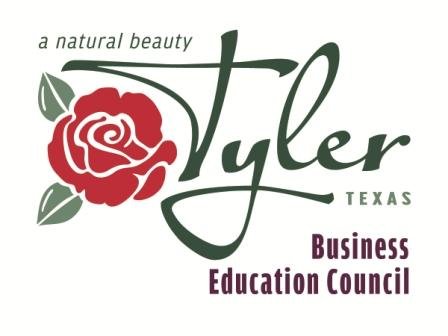 a natural beauty
Tyler
TEXAS
Business
Education Council